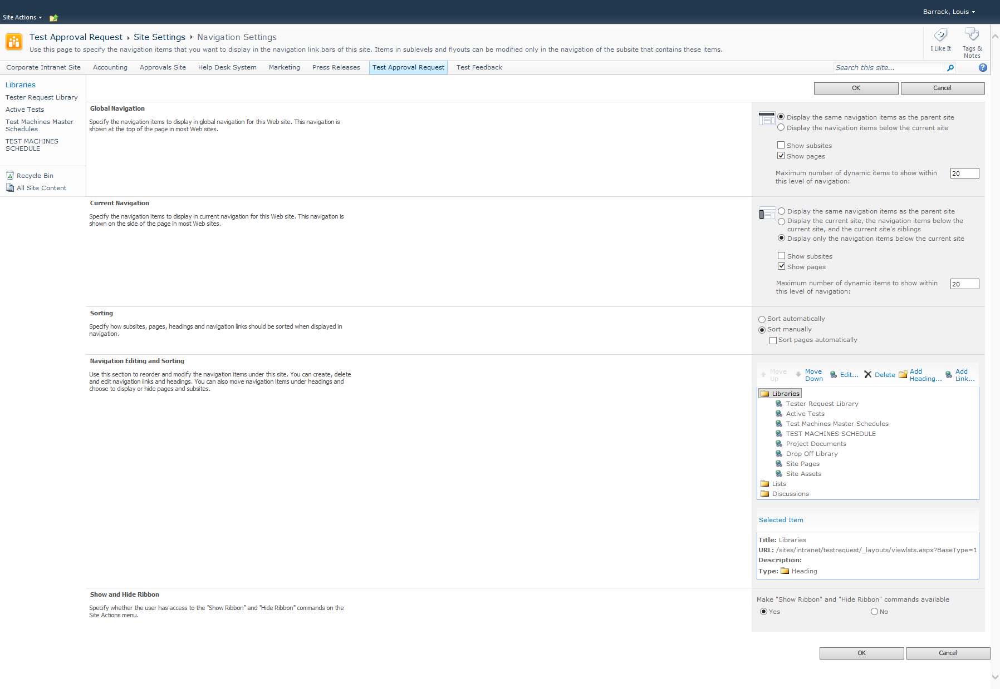 Barrack, Louis
Site Actions
Test Approval Request ▸ Site Settings ▸ Navigation Settings
Use this page to specify the navigation items that you want to display in the navigation link bars of this site. Items in sublevels and flyouts can be modified only in the navigation of the subsite that contains these items.
I Like It
Tags &
Notes
Corporate Intranet Site Accounting Approvals Site Help Desk System Marketing Press Releases Test Approval Request Test Feedback
Search this site...
Libraries
Tester Request Library
Active Tests
Test Machines Master
Schedules
TEST MACHINES
SCHEDULE
Recycle Bin
All Site Content
OK Cancel
Global Navigation
Specify the navigation items to display in global navigation for this Web site. This navigation is
shown at the top of the page in most Web sites.
Display the same navigation items as the parent site
Display the navigation items below the current site
Show subsites
Show pages
Maximum number of dynamic items to show within
this level of navigation:
20
Current Navigation
Specify the navigation items to display in current navigation for this Web site. This navigation is
shown on the side of the page in most Web sites.
Display the same navigation items as the parent site
Display the current site, the navigation items below the
current site, and the current site's siblings
Display only the navigation items below the current site
Show subsites
Show pages
Maximum number of dynamic items to show within
this level of navigation:
20
Sorting
Specify how subsites, pages, headings and navigation links should be sorted when displayed in
navigation.
Sort automatically
Sort manually
Sort pages automatically
Navigation Editing and Sorting
Use this section to reorder and modify the navigation items under this site. You can create, delete
and edit navigation links and headings. You can also move navigation items under headings and
choose to display or hide pages and subsites.
Move
Up
Move
Down
Edit...
Delete
Add
Heading...
Add
Link...
Libraries
Tester Request Library
Active Tests
Test Machines Master Schedules
TEST MACHINES SCHEDULE
Project Documents
Drop Off Library
Site Pages
Site Assets
Lists
Discussions
Selected Item
Title: Libraries
URL: /sites/intranet/testrequest/_layouts/viewlsts.aspx?BaseType=1
Description:
Type: Heading
Show and Hide Ribbon
Specify whether the user has access to the "Show Ribbon" and "Hide Ribbon" commands on the
Site Actions menu.
Make "Show Ribbon" and "Hide Ribbon" commands available
Yes No
OK Cancel